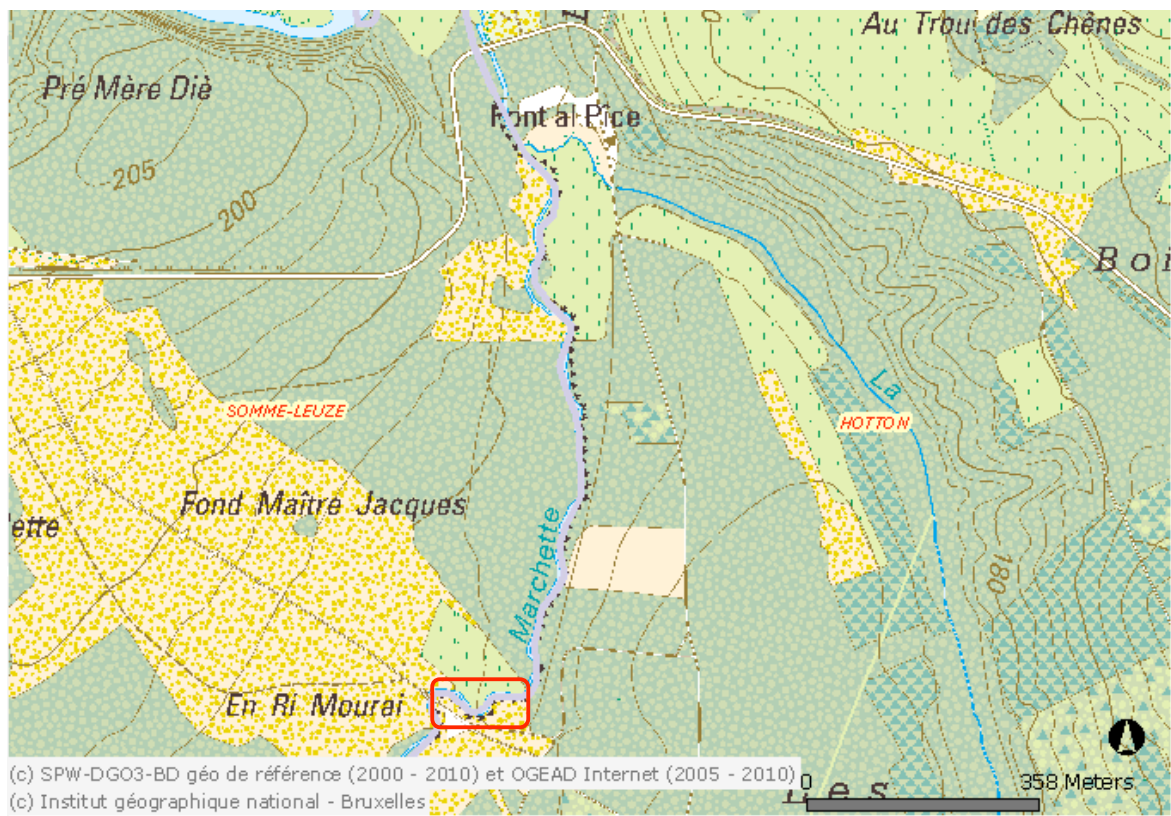 Au Trou des Chênes
Pré Mère Diè
Pont al Pîce
205
200
Bor
La
SOMME-LEUZE
HOTTON
Fond Maître Jacques
ette
Marchette
180
En Ri Mourai
(c) SPW-DGO3-BD géo de référence (2000 - 2010) et OGEAD Internet (2005 - 2010)
0
358 Meters
Les
(c) Institut géographique national - Bruxelles